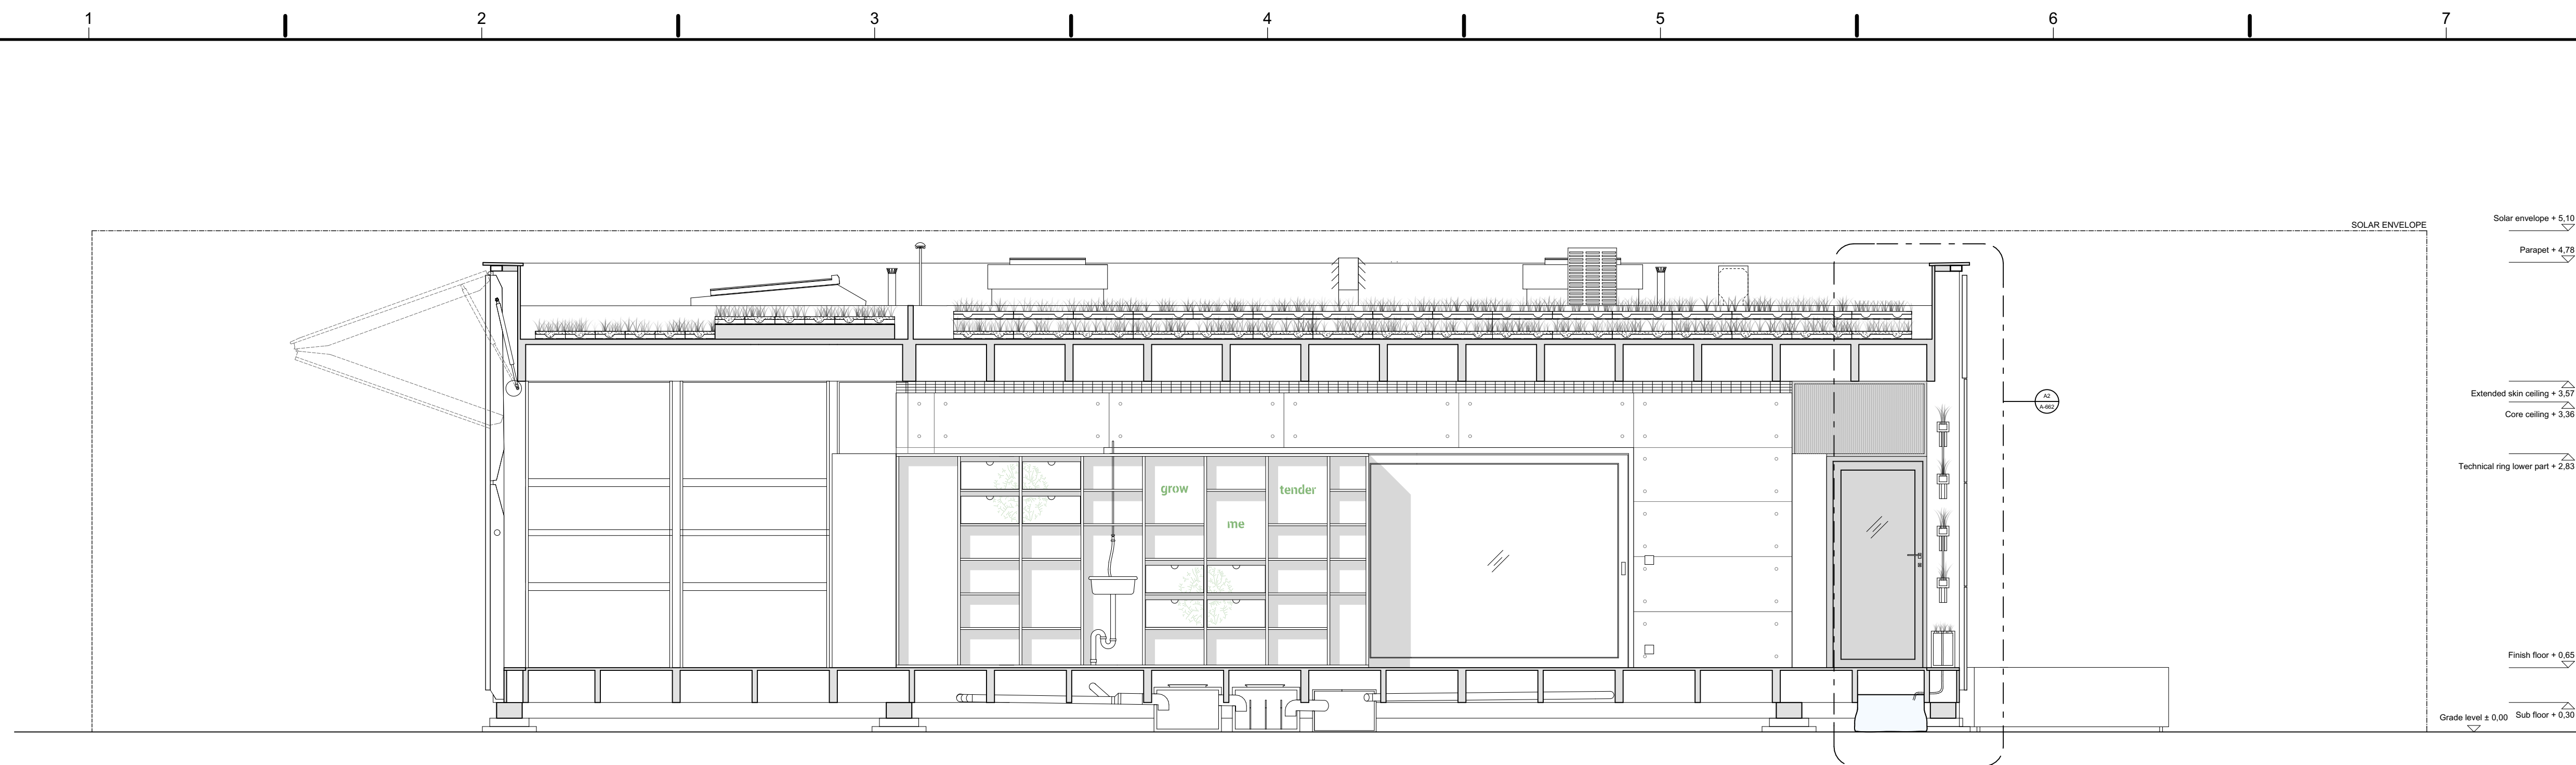 1 2 3 4 5 6 7
SOLAR ENVELOPE
Solar envelope + 5,10
Parapet + 4,78
Extended skin ceiling + 3,57
A2
A-662
Core ceiling + 3,36
Technical ring lower part + 2,83
grow
tender
me
Finish floor + 0,65
Grade level ± 0,00
Sub floor + 0,30